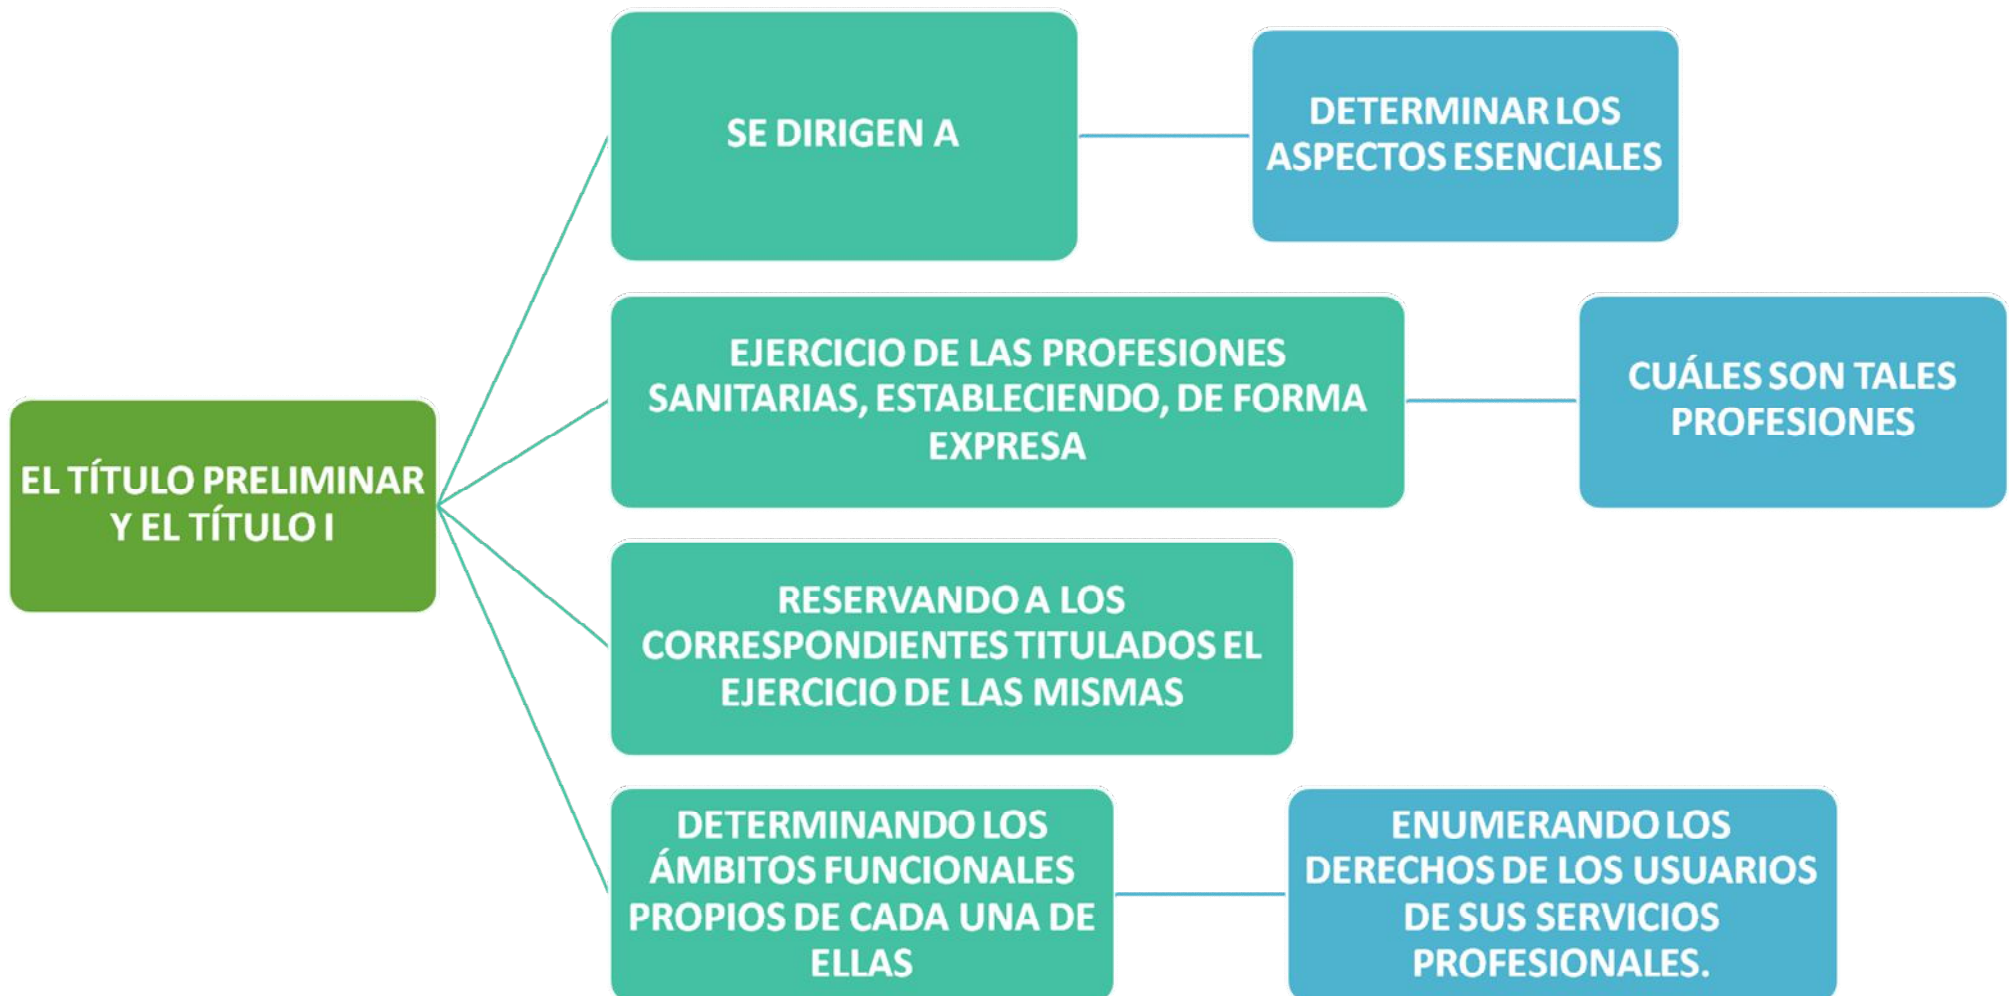 EL TÍTULO PRELIMINAR
Y EL TÍTULO I
SE DIRIGEN A
DETERMINAR LOS
ASPECTOS ESENCIALES
EJERCICIO DE LAS PROFESIONES
SANITARIAS, ESTABLECIENDO, DE FORMA
EXPRESA
CUÁLES SON TALES
PROFESIONES
RESERVANDO A LOS
CORRESPONDIENTES TITULADOS EL
EJERCICIO DE LAS MISMAS
DETERMINANDO LOS
ÁMBITOS FUNCIONALES
PROPIOS DE CADA UNA DE
ELLAS
ENUMERANDO LOS
DERECHOS DE LOS USUARIOS
DE SUS SERVICIOS
PROFESIONALES.